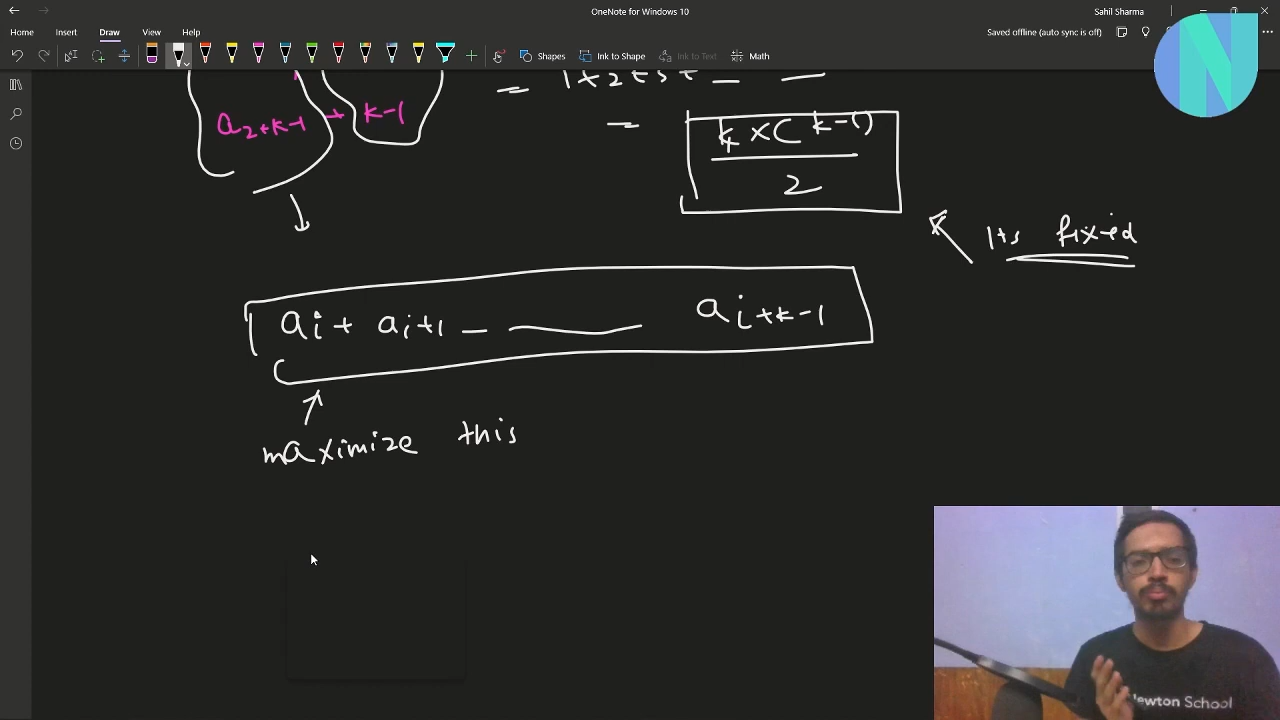 OneNote for Windows 10
Sahil Sharma
Home Insert Draw View Help
Saved offline (auto sync is off)
Shapes Ink to Shape Ink to Text Math
= 1+2+3+ _ _
a2+k-1 + k-1
= k x (k-1)
2
Its fixed
ai + ai+1 - —— ai+k-1
maximize this
N
Newton School